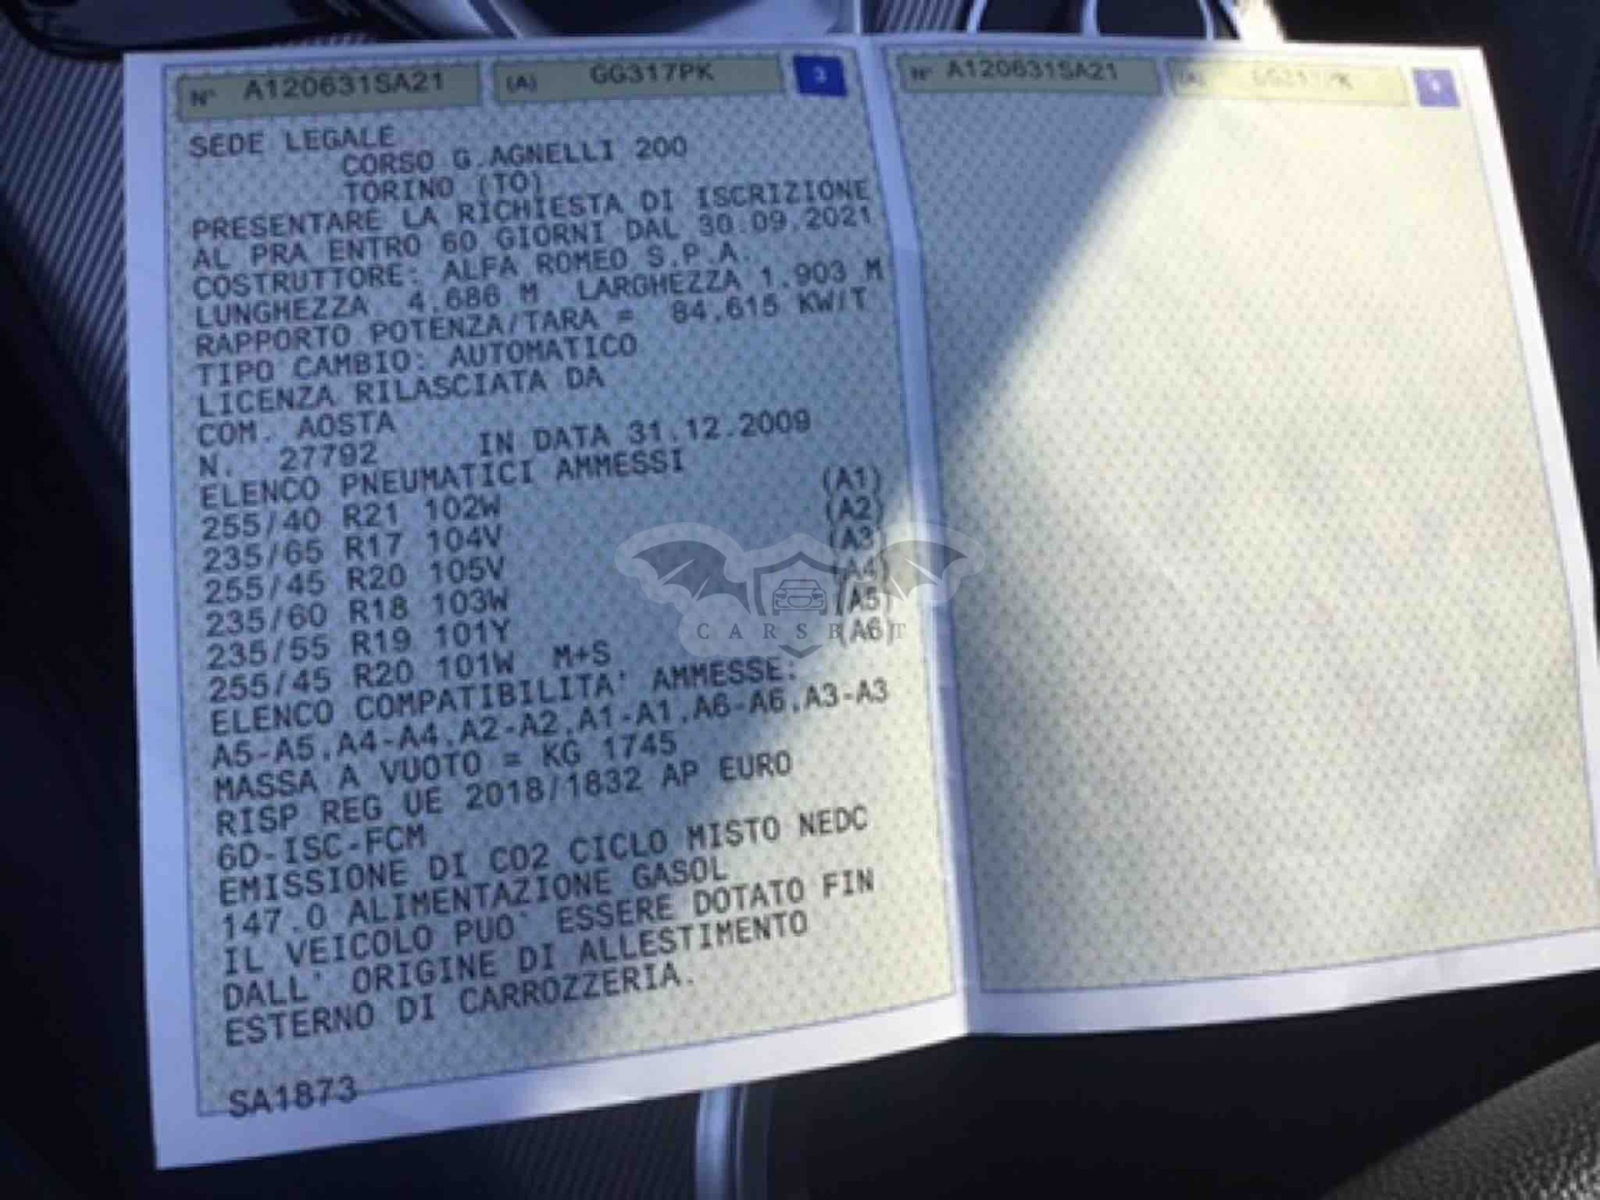 N° A120631SA21 (A) GG317PK 3
SEDE LEGALE
CORSO G.AGNELLI 200
TORINO (TO)
PRESENTARE LA RICHIESTA DI ISCRIZIONE
AL PRA ENTRO 60 GIORNI DAL 30.09.2021
COSTRUTTORE: ALFA ROMEO S.P.A.
LUNGHEZZA 4,686 M LARGHEZZA 1,903 M
RAPPORTO POTENZA/TARA = 84,615 KW/T
TIPO CAMBIO: AUTOMATICO
LICENZA RILASCIATA DA
COM. AOSTA
N. 27792 IN DATA 31.12.2009
ELENCO PNEUMATICI AMMESSI
255/40 R21 102W (A1)
235/65 R17 104V (A2)
255/45 R20 105V (A3)
235/60 R18 103W (A4)
235/55 R19 101Y (A5)
255/45 R20 101W M+S (A6)
ELENCO COMPATIBILITA' AMMESSE:
A5-A5,A4-A4,A2-A2,A1-A1,A6-A6,A3-A3
MASSA A VUOTO = KG 1745
RISP REG UE 2018/1832 AP EURO
6D-ISC-FCM
EMISSIONE DI CO2 CICLO MISTO NEDC
147.0 ALIMENTAZIONE GASOL
IL VEICOLO PUO' ESSERE DOTATO FIN
DALL' ORIGINE DI ALLESTIMENTO
ESTERNO DI CARROZZERIA.
SA1873
N° A120631SA21 (A) GG317PK 4
CARSBAT